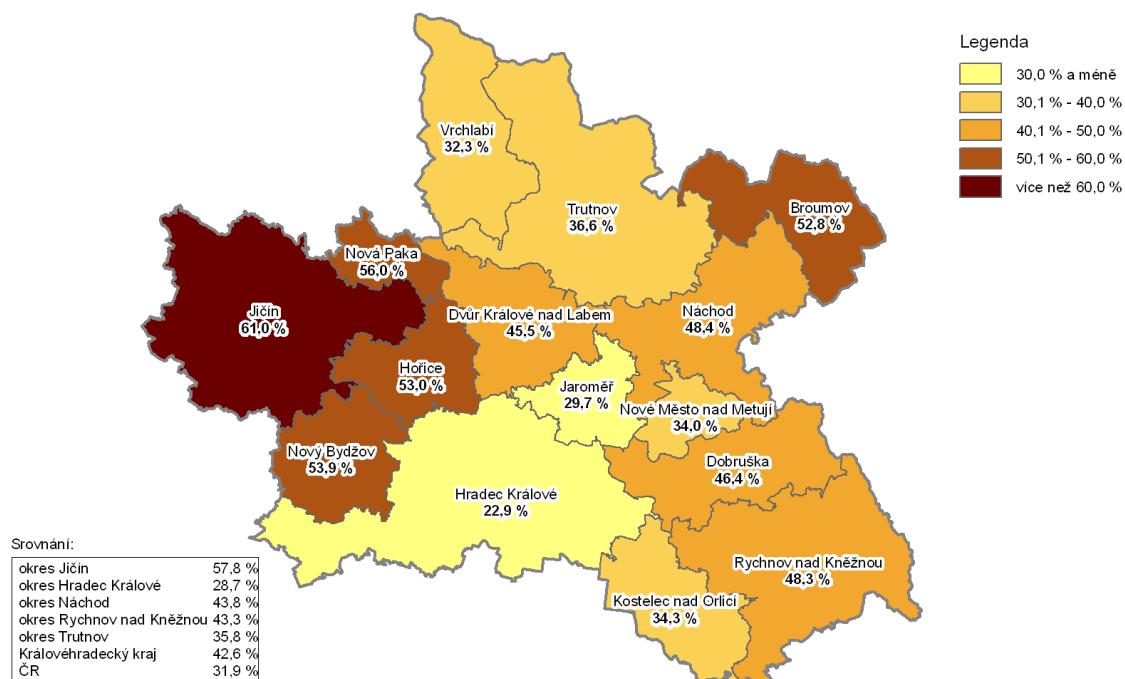 Legenda
30,0 % a méně
30,1 % - 40,0 %
40,1 % - 50,0 %
50,1 % - 60,0 %
více než 60,0 %
Vrchlabí
32,3 %
Trutnov
36,6 %
Broumov
52,8 %
Nová Paka
56,0 %
Jičín
61,0 %
Dvůr Králové nad Labem
45,5 %
Náchod
48,4 %
Hořice
53,0 %
Jaroměř
29,7 %
Nové Město nad Metují
34,0 %
Nový Bydžov
53,9 %
Dobruška
46,4 %
Hradec Králové
22,9 %
Rychnov nad Kněžnou
48,3 %
Kostelec nad Orlicí
34,3 %
Srovnání:
okres Jičín 57,8 %
okres Hradec Králové 28,7 %
okres Náchod 43,8 %
okres Rychnov nad Kněžnou 43,3 %
okres Trutnov 35,8 %
Královéhradecký kraj 42,6 %
ČR 31,9 %